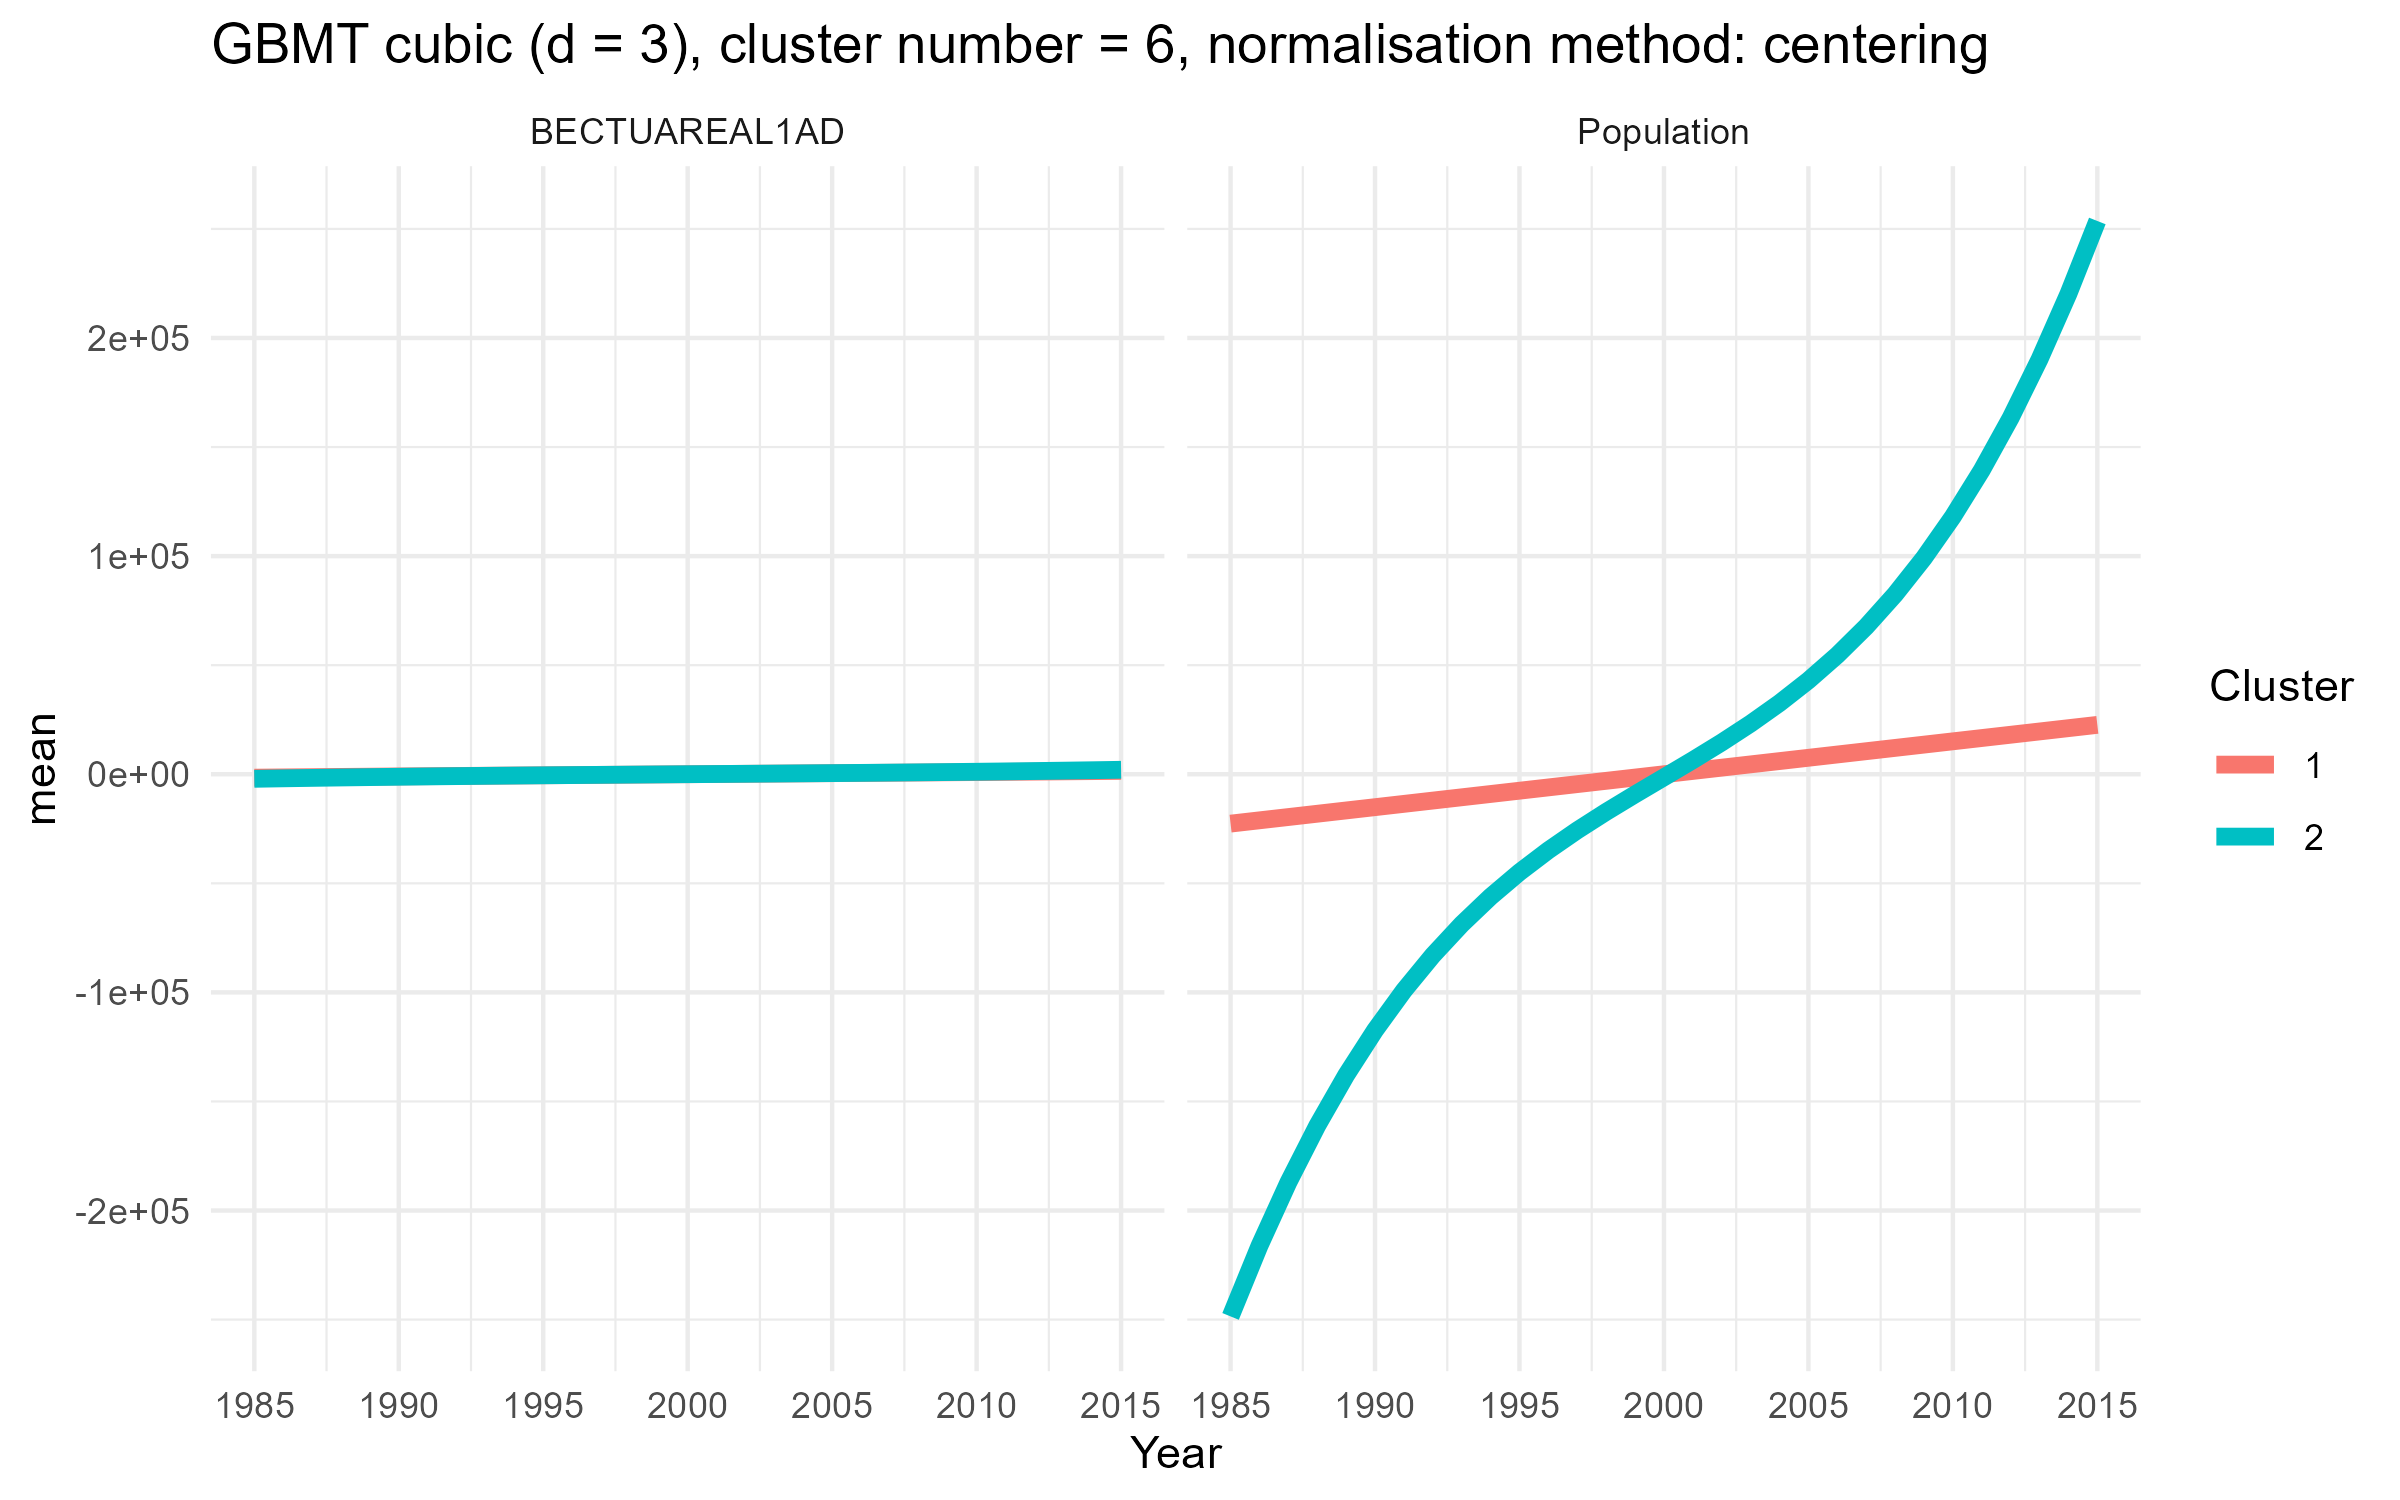 GBMT cubic (d = 3), cluster number = 6, normalisation method: centering
BECTUAREAL1AD
Population
2e+05
1e+05
0e+00
-1e+05
-2e+05
mean
1985 1990 1995 2000 2005 2010 2015
1985 1990 1995 2000 2005 2010 2015
Year
Cluster
1
2